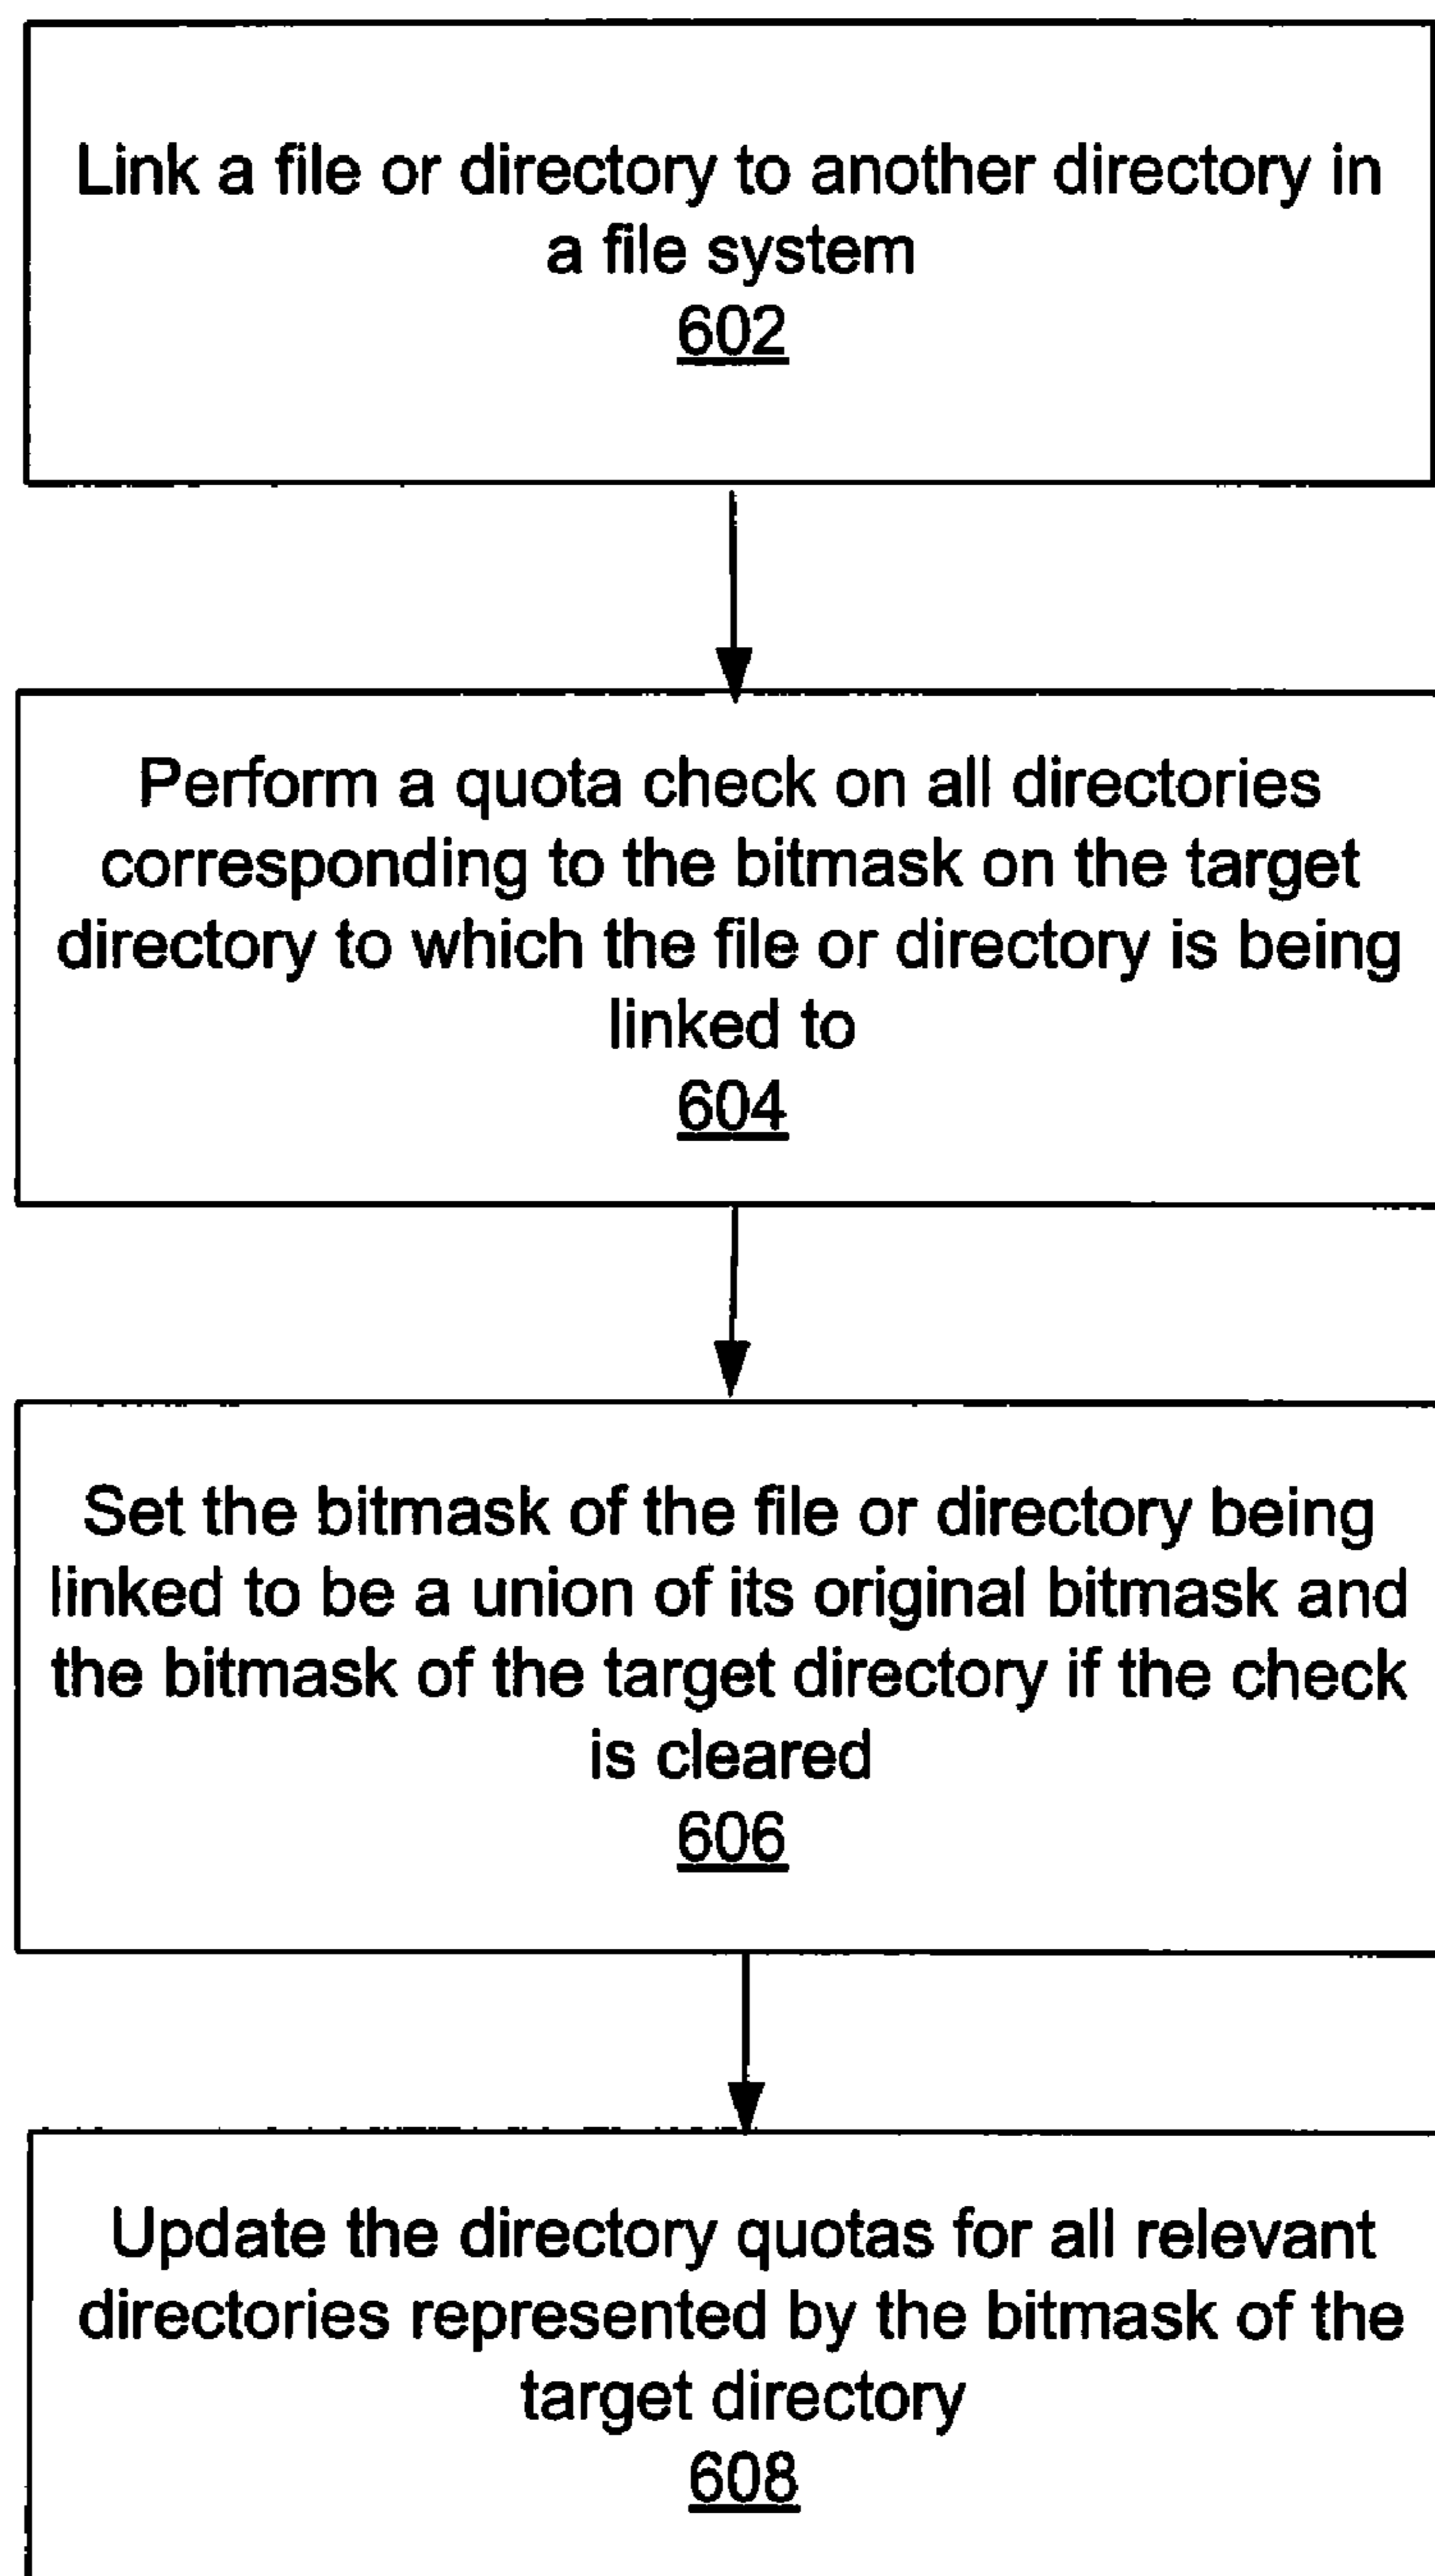 Link a file or directory to another directory in
a file system
602
Perform a quota check on all directories
corresponding to the bitmask on the target
directory to which the file or directory is being
linked to
604
Set the bitmask of the file or directory being
linked to be a union of its original bitmask and
the bitmask of the target directory if the check
is cleared
606
Update the directory quotas for all relevant
directories represented by the bitmask of the
target directory
608